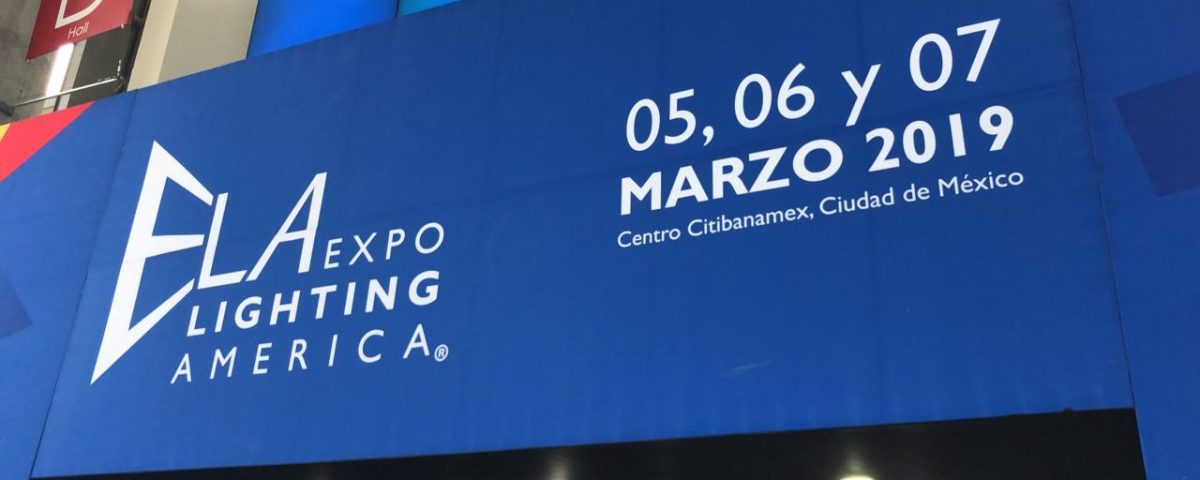 D
Hall
ELA EXPO
LIGHTING
AMERICA®
05, 06 y 07
MARZO 2019
Centro Citibanamex, Ciudad de México